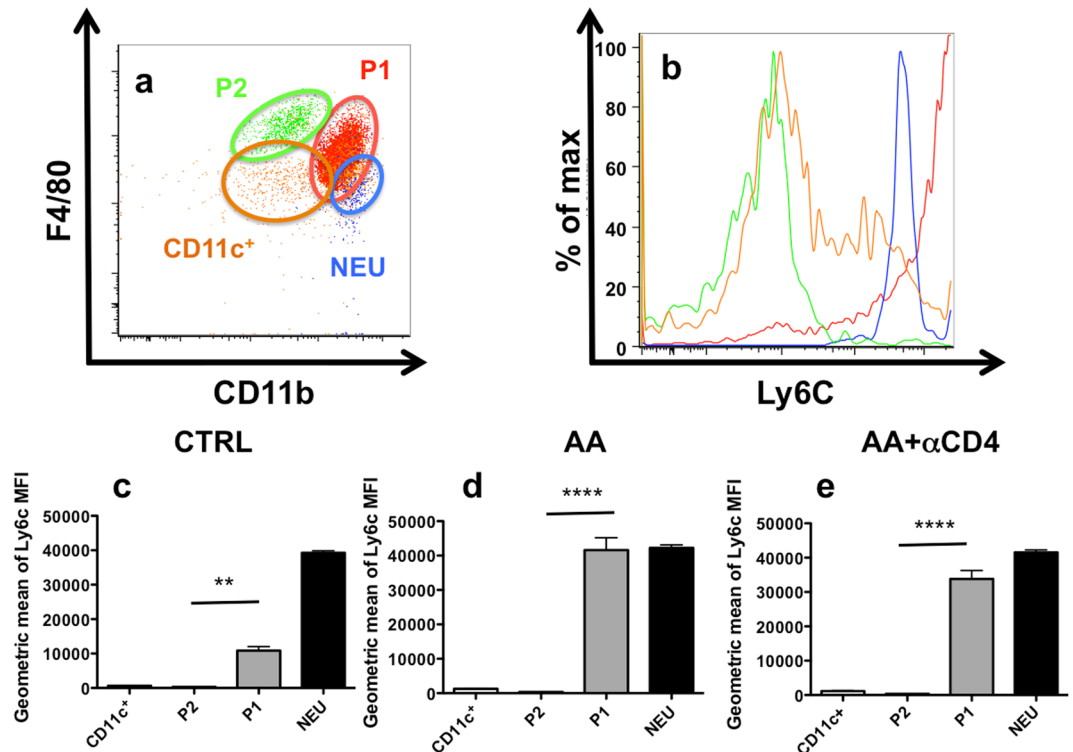 a
P2
P1
CD11c⁺
NEU
F4/80
CD11b
b
100
80
60
40
20
0
% of max
Ly6C
CTRL
AA
AA+αCD4
c
Geometric mean of Ly6c MFI
50000
40000
30000
20000
10000
0
**
CD11c⁺
P2
P1
NEU
d
Geometric mean of Ly6c MFI
50000
40000
30000
20000
10000
0
****
CD11c⁺
P2
P1
NEU
e
Geometric mean of Ly6c MFI
50000
40000
30000
20000
10000
0
****
CD11c+
P2
P1
NEU